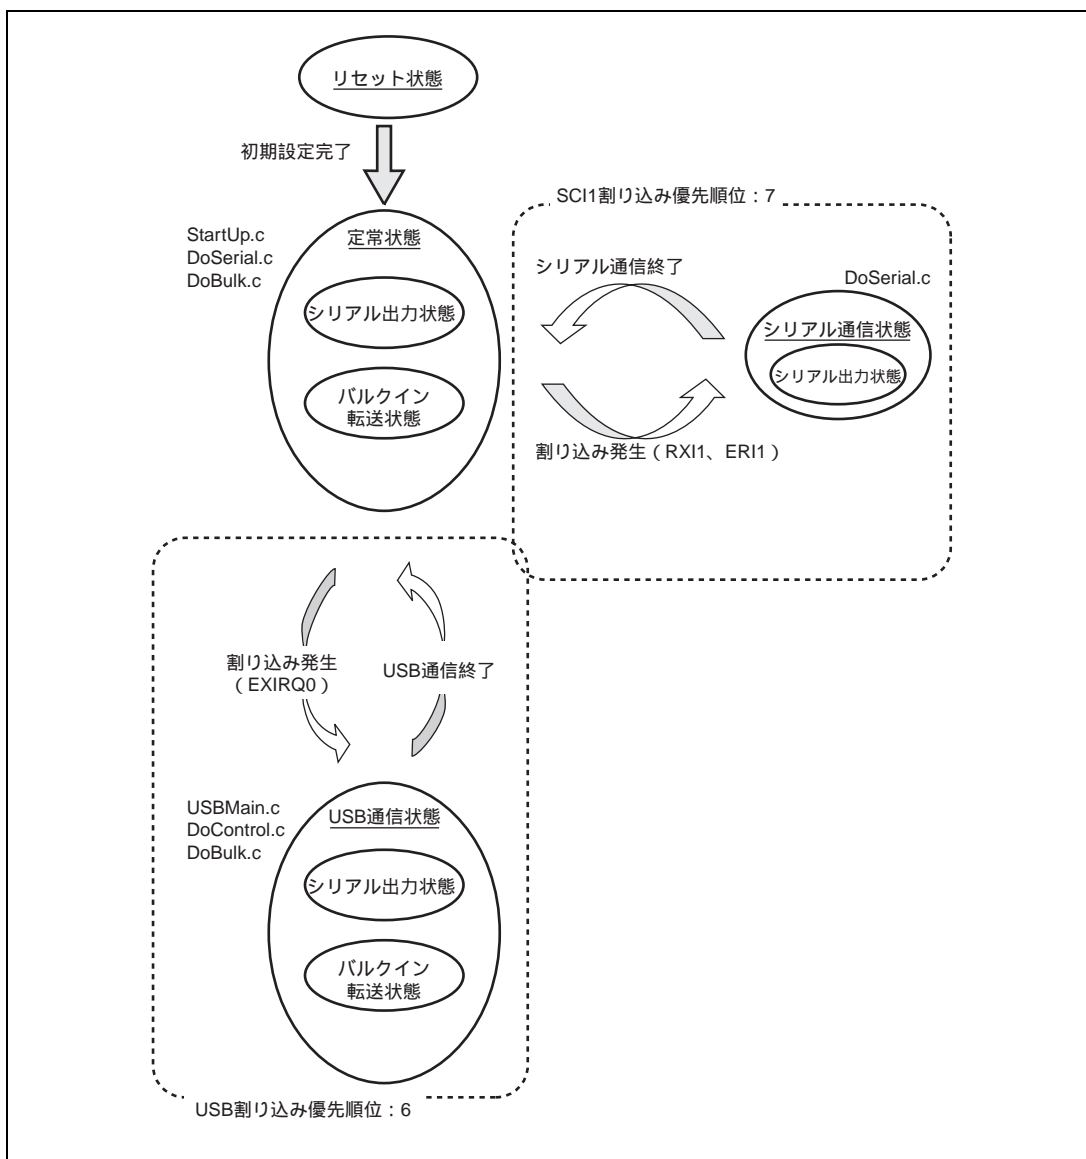 リセット状態
初期設定完了
SCI1割り込み優先順位：7
StartUp.c
DoSerial.c
DoBulk.c
定常状態
シリアル出力状態
バルクイン
転送状態
シリアル通信終了
DoSerial.c
シリアル通信状態
シリアル出力状態
割り込み発生（RXI1、ERI1）
割り込み発生
（EXIRQ0）
USB通信終了
USBMain.c
DoControl.c
DoBulk.c
USB通信状態
シリアル出力状態
バルクイン
転送状態
USB割り込み優先順位：6